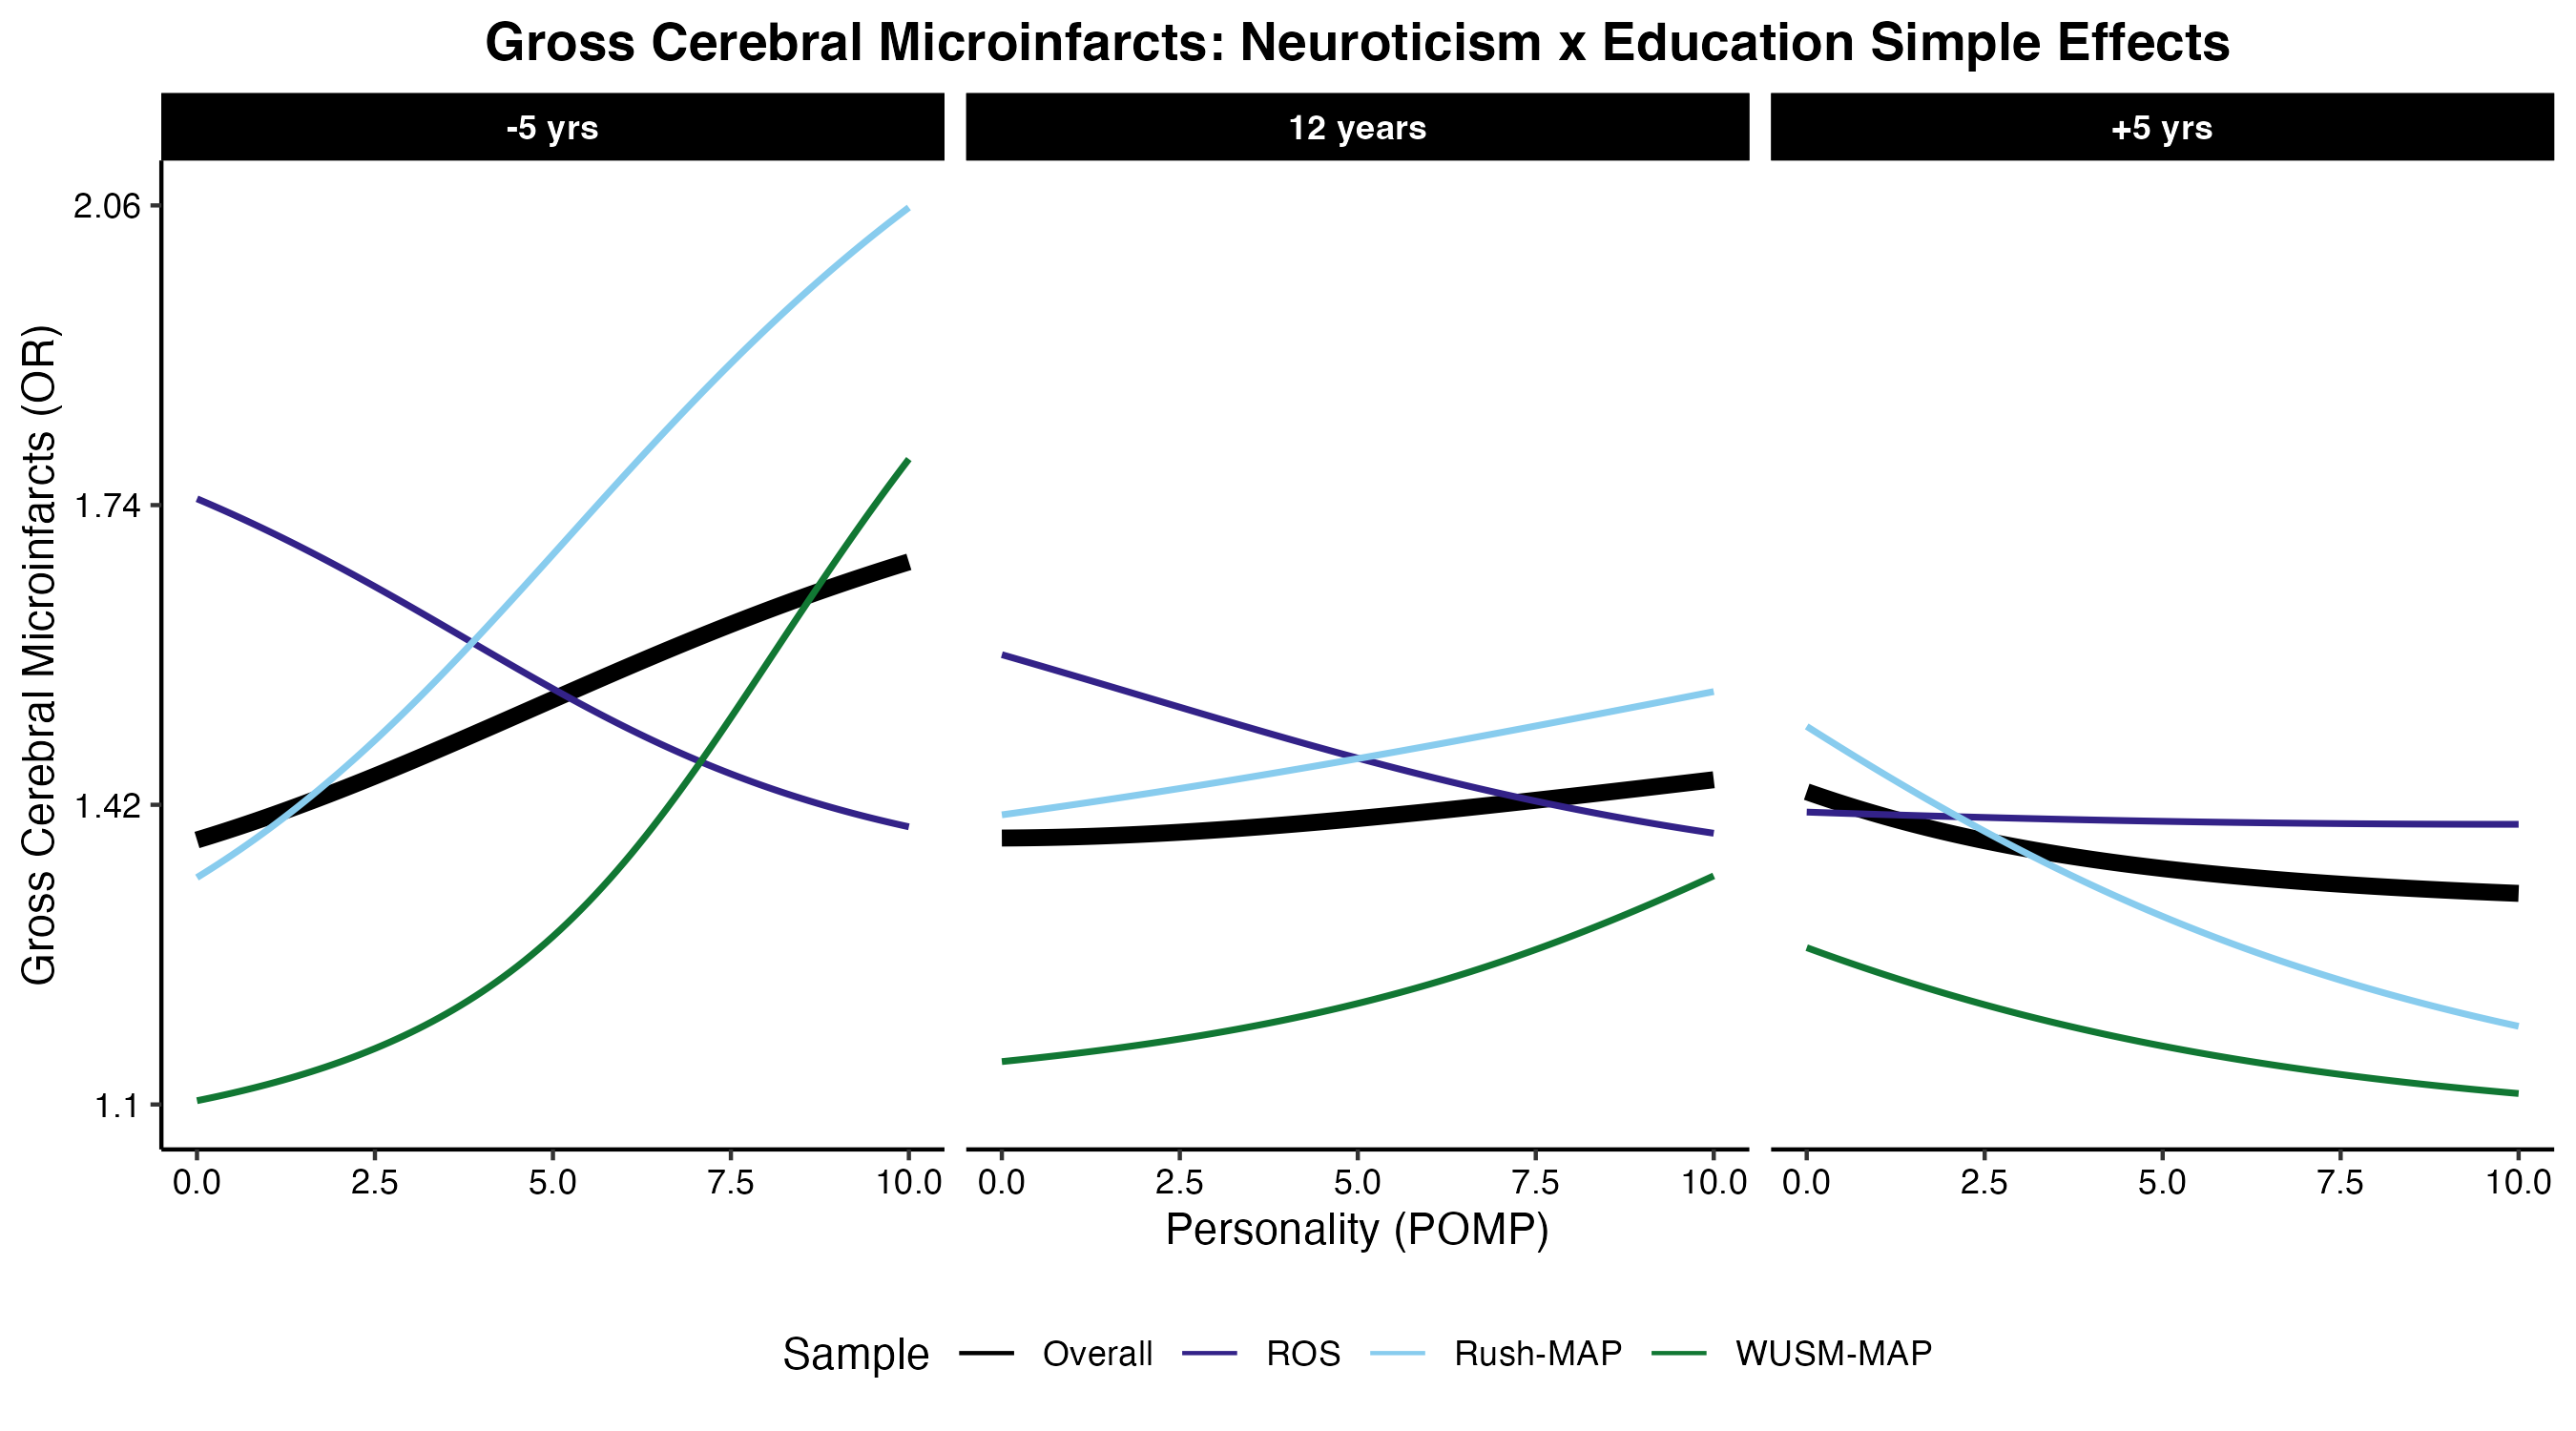 Gross Cerebral Microinfarcts: Neuroticism x Education Simple Effects
-5 yrs
12 years
+5 yrs
Gross Cerebral Microinfarcts (OR)
2.06
1.74
1.42
1.1
0.0 2.5 5.0 7.5 10.0
0.0 2.5 5.0 7.5 10.0
0.0 2.5 5.0 7.5 10.0
Personality (POMP)
Sample Overall ROS Rush-MAP WUSM-MAP